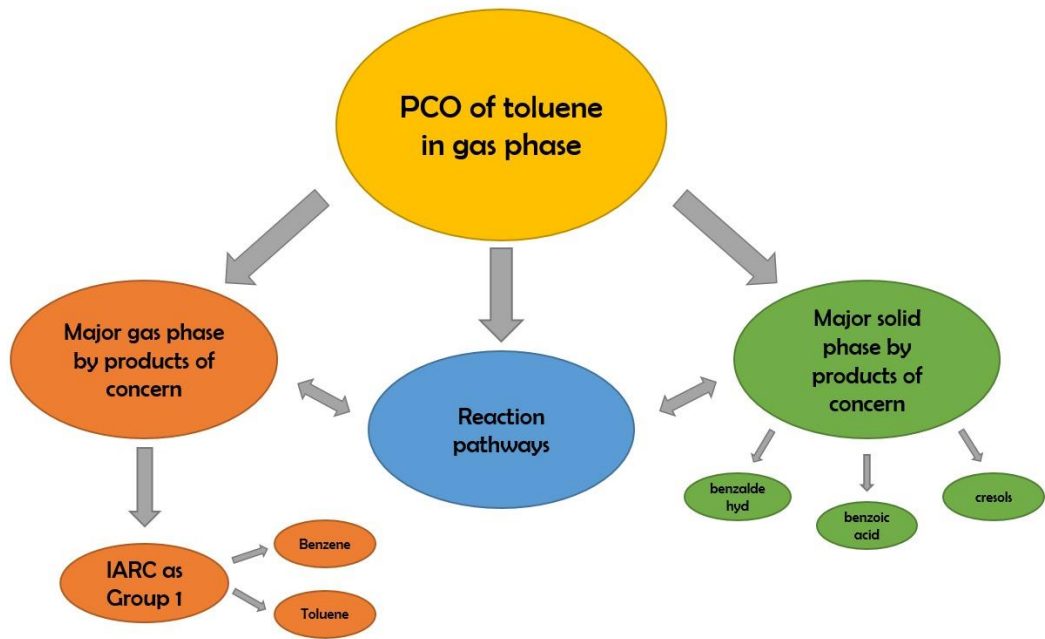 PCO of toluene
in gas phase
Major gas phase
by products of
concern
Reaction
pathways
Major solid
phase by
products of
concern
benzalde
hyd
benzoic
acid
cresols
IARC as
Group 1
Benzene
Toluene